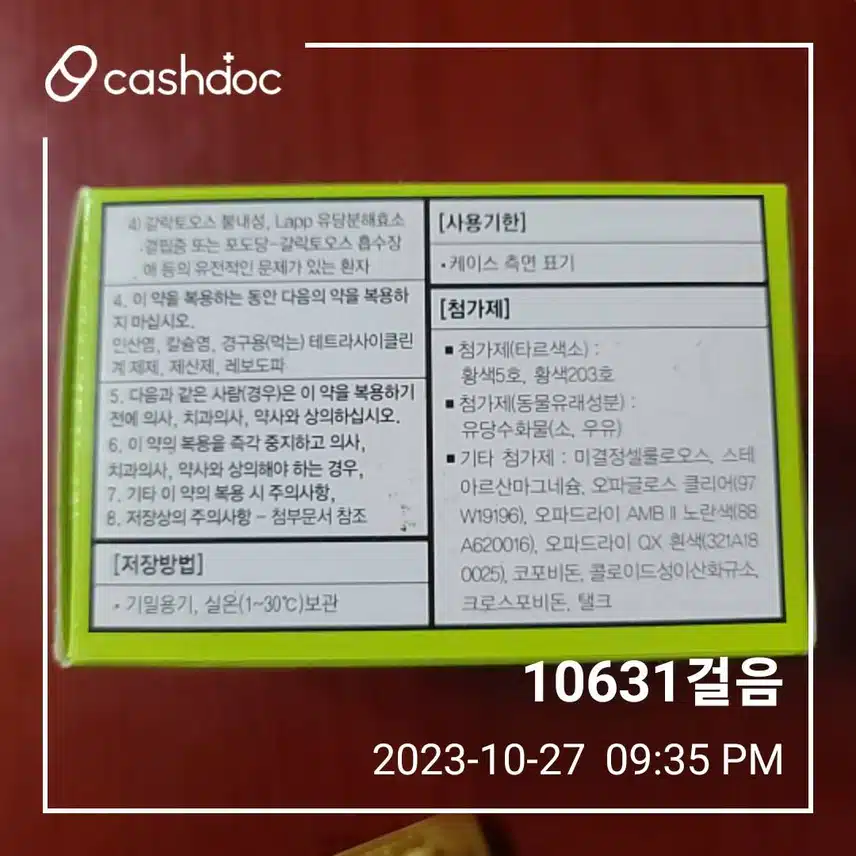 cashdoc
4) 갈락토오스 불내성, Lapp 유당분해효소
결핍증 또는 포도당-갈락토오스 흡수장
애 등의 유전적인 문제가 있는 환자
4. 이 약을 복용하는 동안 다음의 약을 복용하
지 마십시오.
인산염, 칼슘염, 경구용(먹는) 테트라사이클린
계 제제, 제산제, 레보도파
5. 다음과 같은 사람(경우)은 이 약을 복용하기
전에 의사, 치과의사, 약사와 상의하십시오.
6. 이 약의 복용을 즉각 중지하고 의사,
치과의사, 약사와 상의해야 하는 경우,
7. 기타 이 약의 복용 시 주의사항,
8. 저장상의 주의사항 - 첨부문서 참조
[저장방법]
• 기밀용기, 실온(1~30℃)보관
[사용기한]
• 케이스 측면 표기
[첨가제]
■ 첨가제(타르색소) :
황색5호, 황색203호
■ 첨가제(동물유래성분) :
유당수화물(소, 우유)
■ 기타 첨가제 : 미결정셀룰로오스, 스테
아르산마그네슘, 오파글로스 클리어(97
W19196), 오파드라이 AMB II 노란색(88
A620016), 오파드라이 QX 흰색(321A18
0025), 코포비돈, 콜로이드성이산화규소,
크로스포비돈, 탤크
10631걸음
2023-10-27 09:35 PM